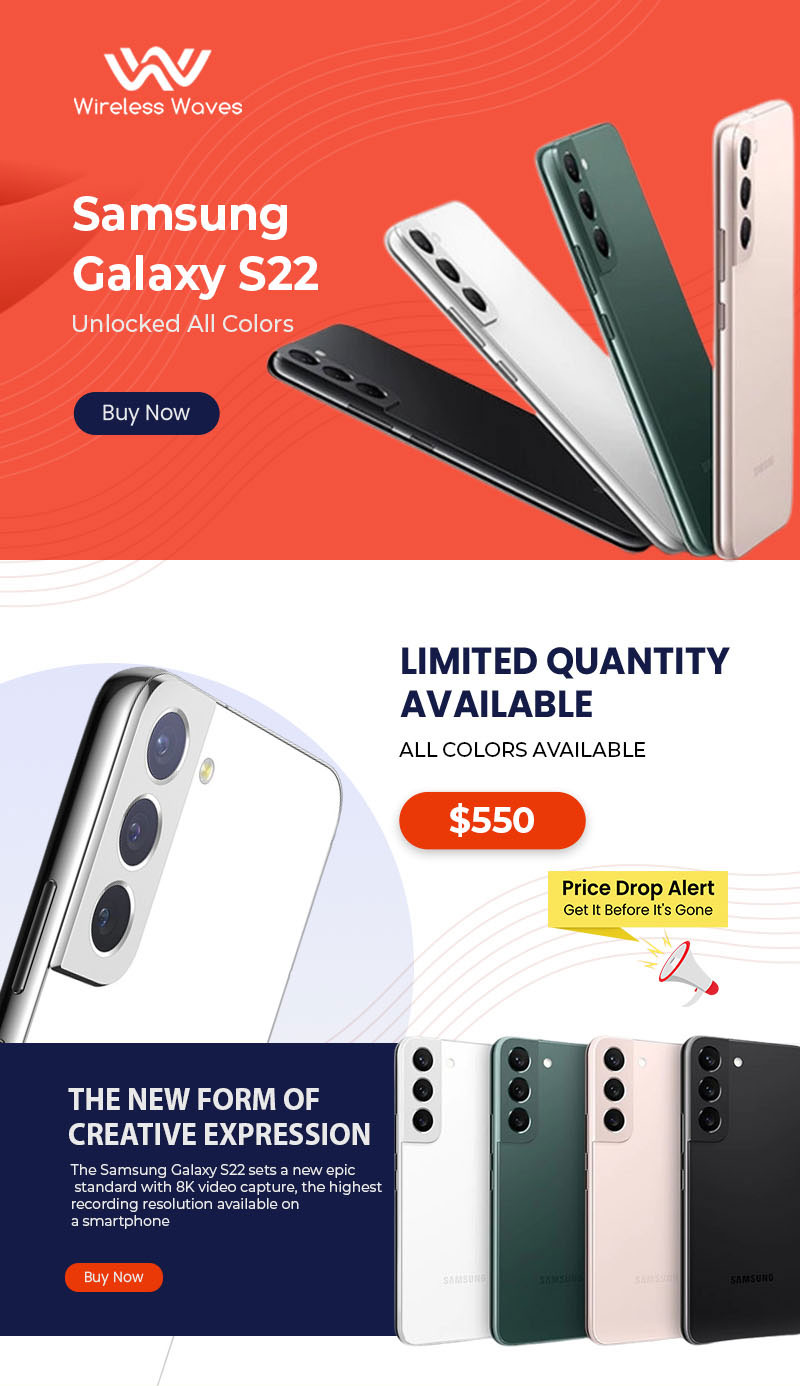 Wireless Waves
Samsung
Galaxy S22
Unlocked All Colors
Buy Now
SAMSUNG
LIMITED QUANTITY
AVAILABLE
ALL COLORS AVAILABLE
$550
Price Drop Alert
Get It Before It's Gone
THE NEW FORM OF
CREATIVE EXPRESSION
The Samsung Galaxy S22 sets a new epic
standard with 8K video capture, the highest
recording resolution available on
a smartphone
Buy Now
SAMSUNG
SAMSUNG
SAMSUNG
SAMSUNG